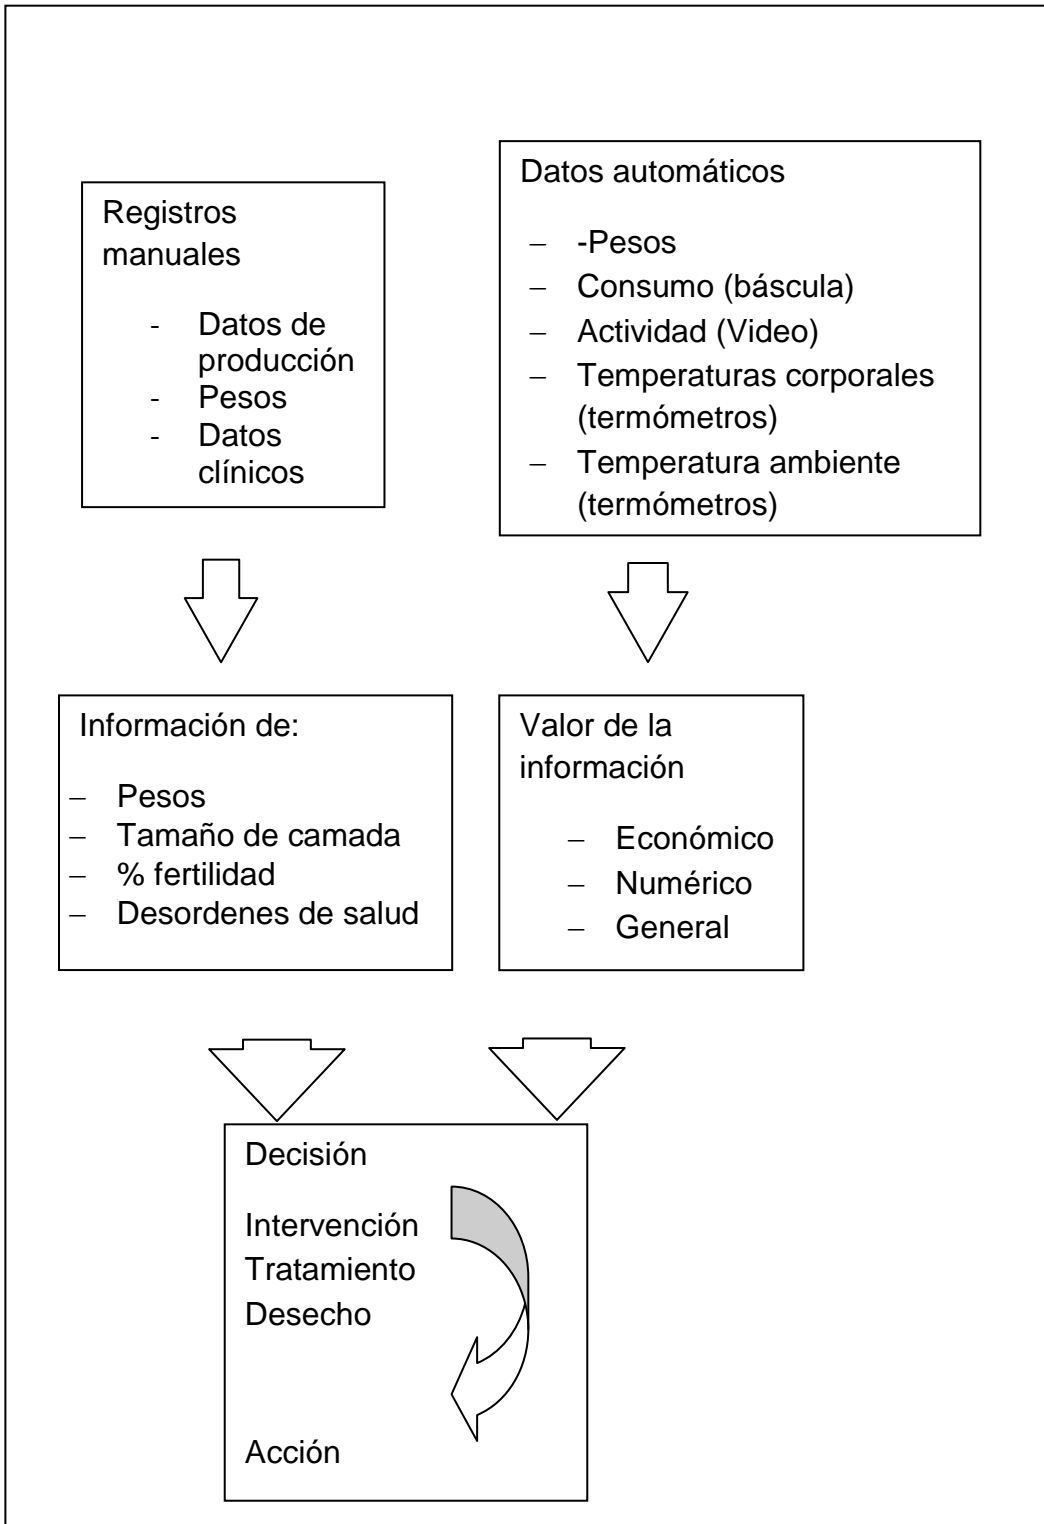 Registros
manuales
- Datos de
producción
- Pesos
- Datos
clínicos
Datos automáticos
– -Pesos
– Consumo (báscula)
– Actividad (Video)
– Temperaturas corporales
(termómetros)
– Temperatura ambiente
(termómetros)
Información de:
– Pesos
– Tamaño de camada
– % fertilidad
– Desordenes de salud
Valor de la
información
– Económico
– Numérico
– General
Decisión
Intervención
Tratamiento
Desecho
Acción